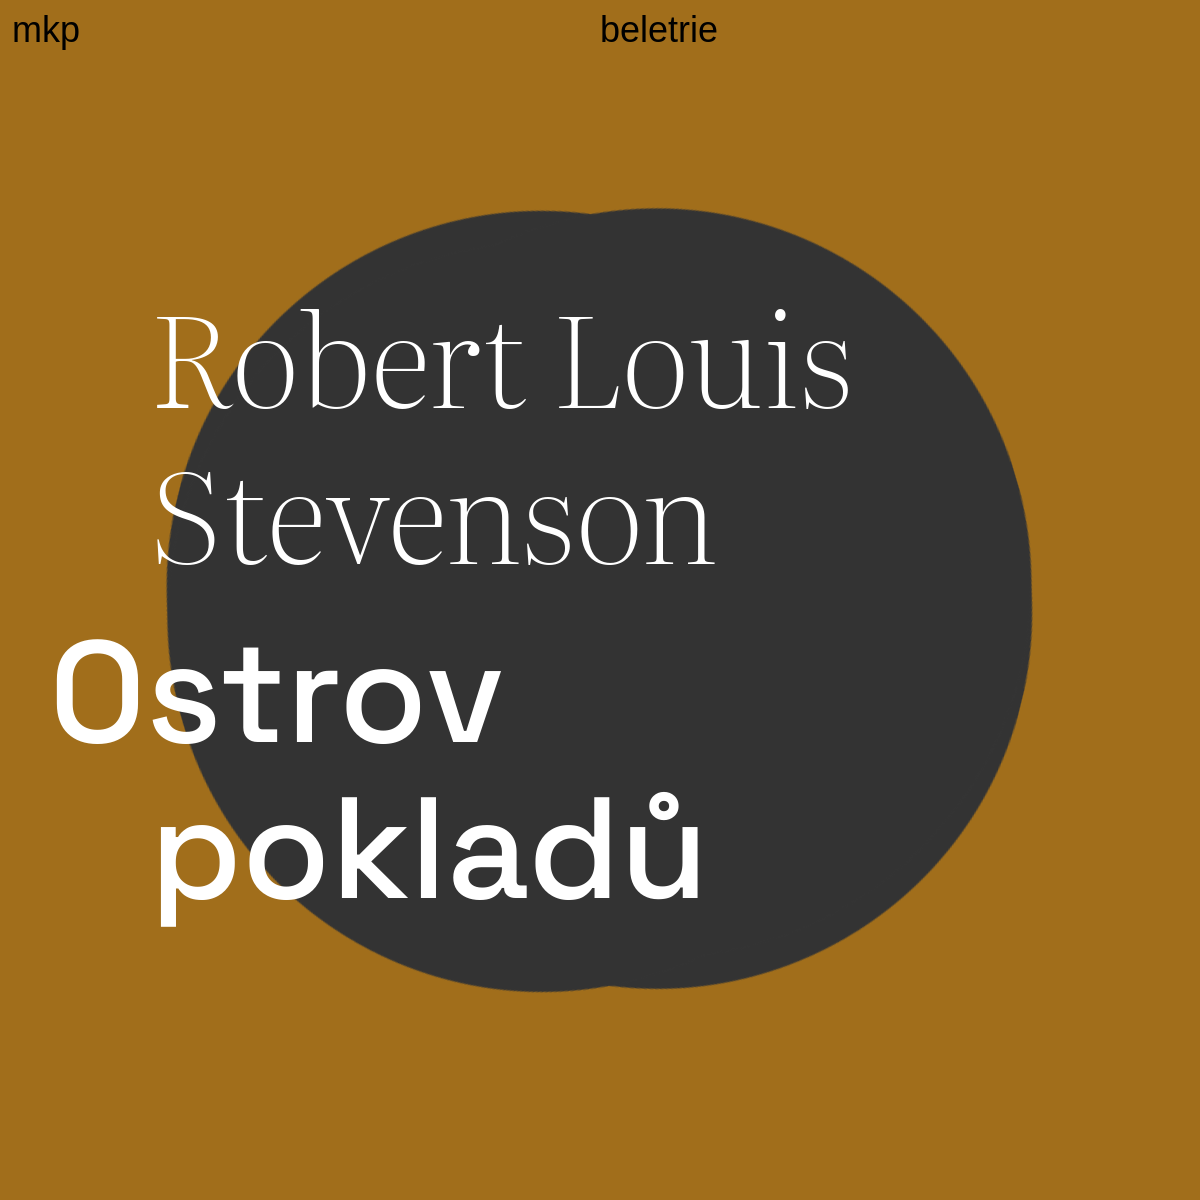 mkp
beletrie
Robert Louis
Stevenson
Ostrov
pokladů